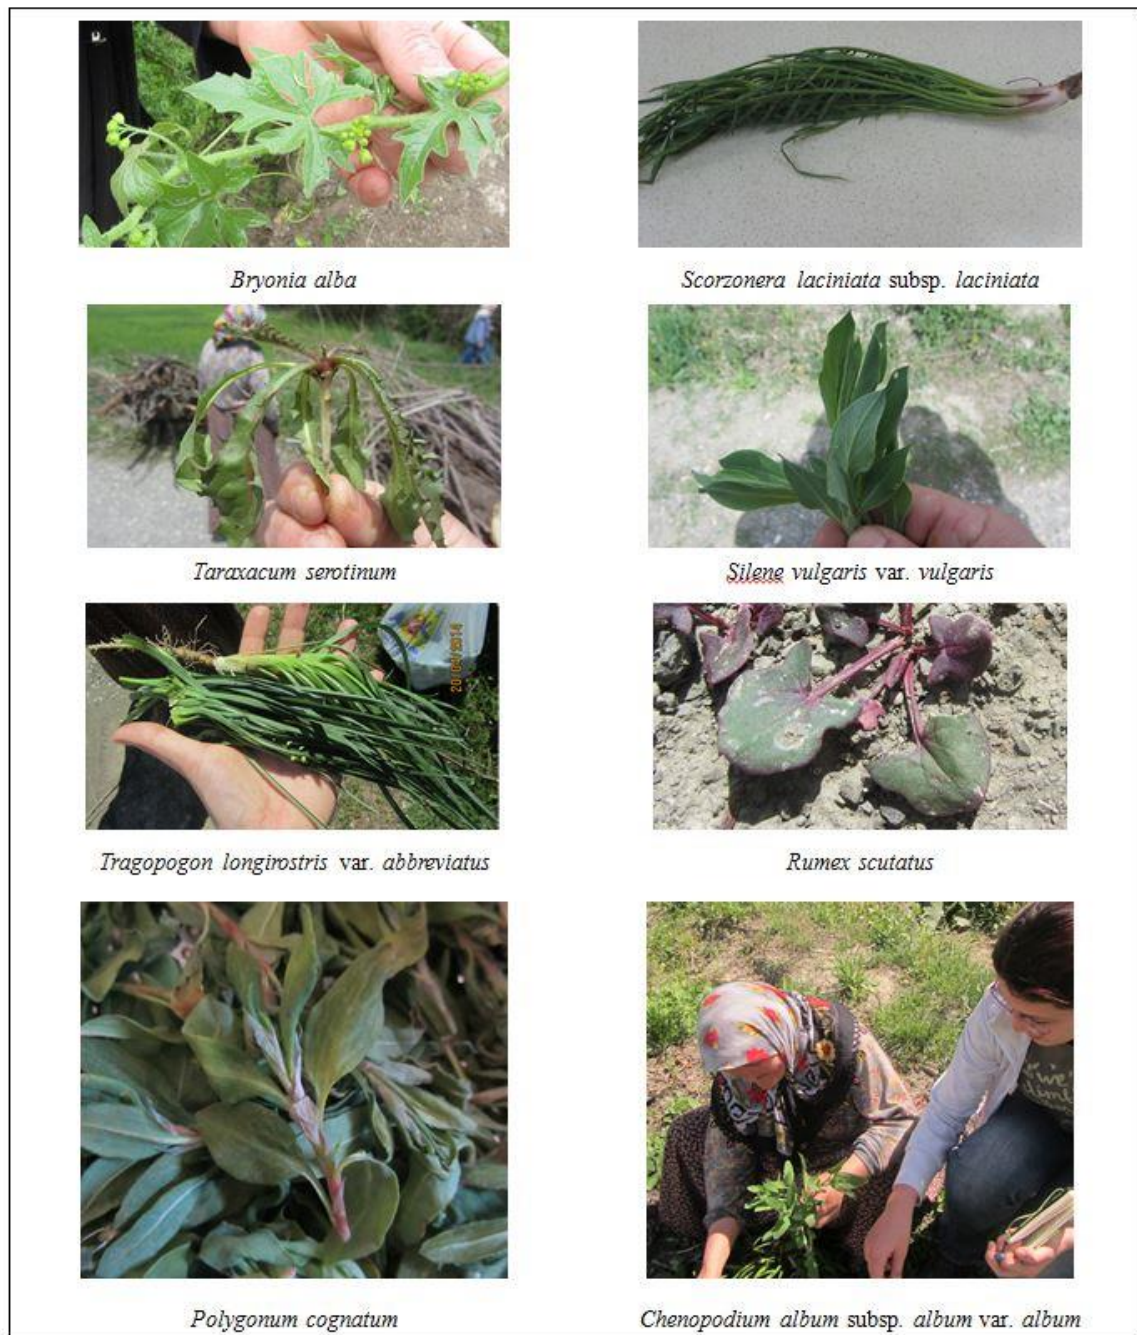 Bryonia alba
Scorzonera laciniata subsp. laciniata
Taraxacum serotinum
Silene vulgaris var. vulgaris
Tragopogon longirostris var. abbreviatus
Rumex scutatus
Polygonum cognatum
Chenopodium album subsp. album var. album